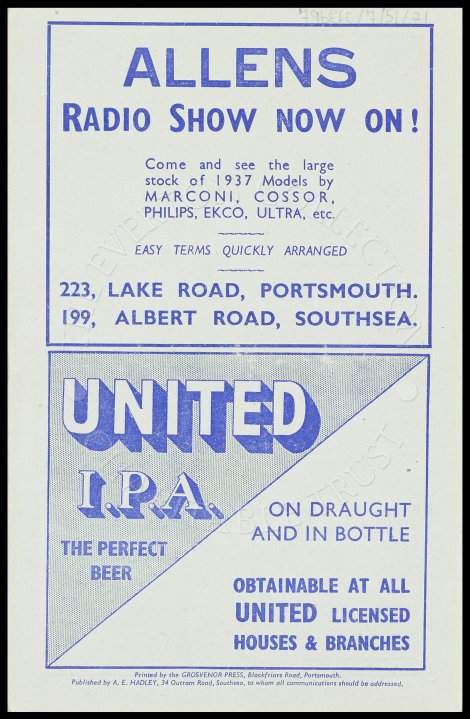 ALLENS
RADIO SHOW NOW ON!
Come and see the large
stock of 1937 Models by
MARCONI, COSSOR,
PHILIPS, EKCO, ULTRA, etc.
EASY TERMS QUICKLY ARRANGED
223, LAKE ROAD, PORTSMOUTH.
199, ALBERT ROAD, SOUTHSEA.
UNITED
I.P.A.
THE PERFECT
BEER
ON DRAUGHT
AND IN BOTTLE
OBTAINABLE AT ALL
UNITED LICENSED
HOUSES & BRANCHES
Printed by the GROSVENOR PRESS, Blackfriars Road, Portsmouth.
Published by A. E. HADLEY, 34 Outram Road, Southsea, to whom all communications should be addressed.